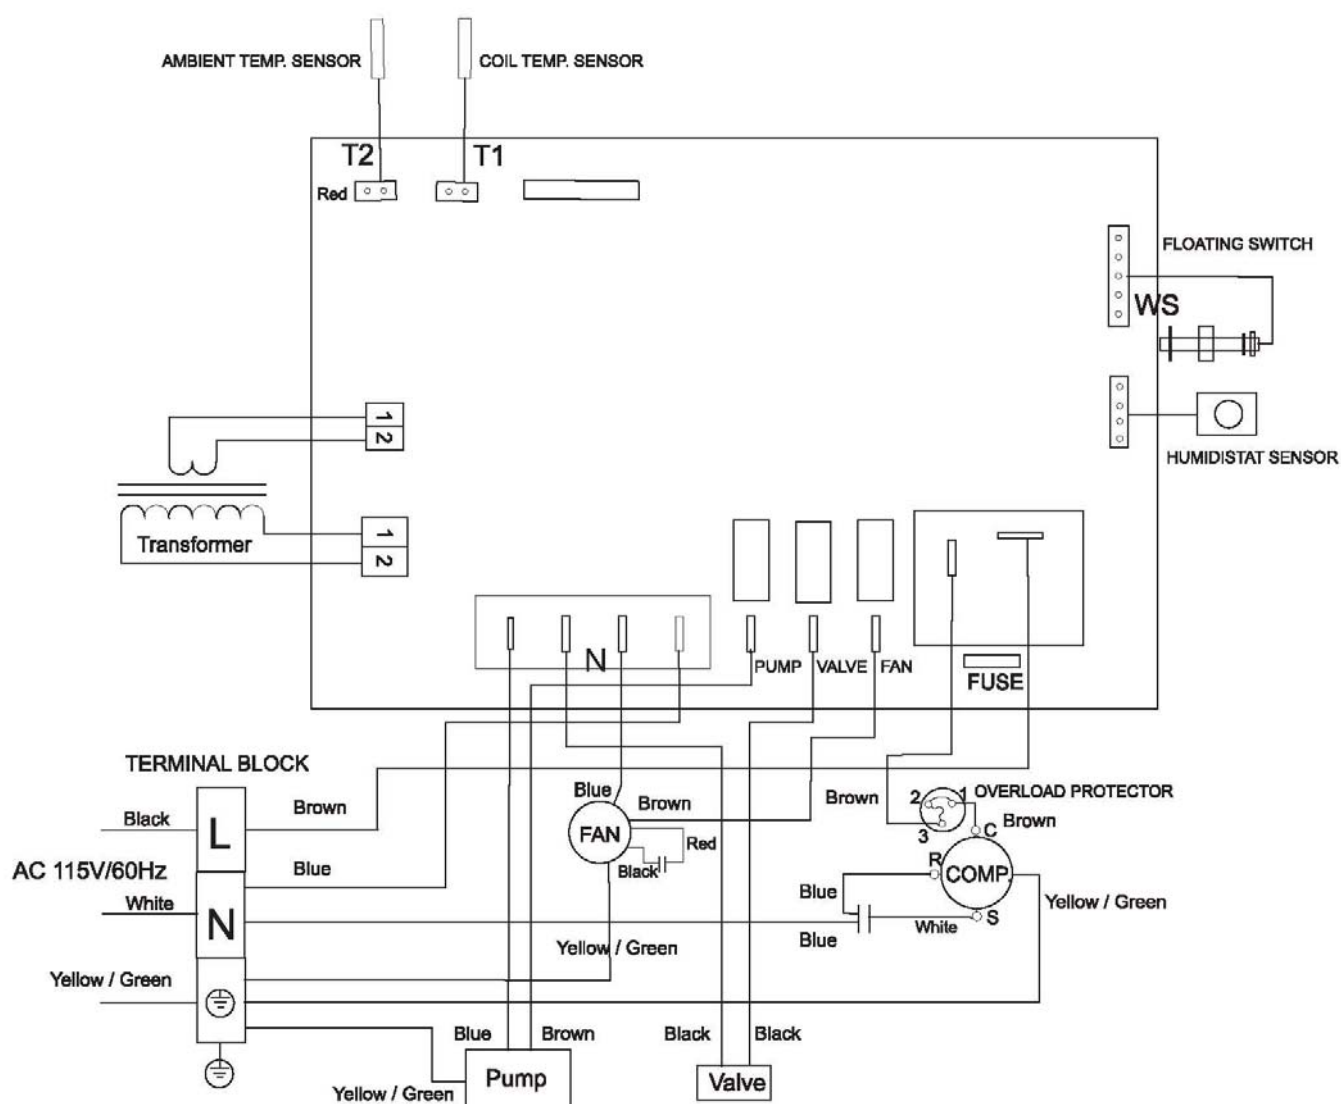 AMBIENT TEMP. SENSOR
COIL TEMP. SENSOR
T2
T1
Red
FLOATING SWITCH
WS
1
2
HUMIDISTAT SENSOR
1
2
Transformer
N
PUMP
VALVE
FAN
FUSE
TERMINAL BLOCK
Black
L
Brown
Blue
Brown
FAN
Red
Black
Brown
2
1
3
OVERLOAD PROTECTOR
Brown
C
R
COMP.
S
AC 115V/60Hz
Blue
White
N
Blue
Blue
White
Yellow / Green
Yellow / Green
Yellow / Green
Blue
Brown
Black
Black
Yellow / Green
Pump
Valve